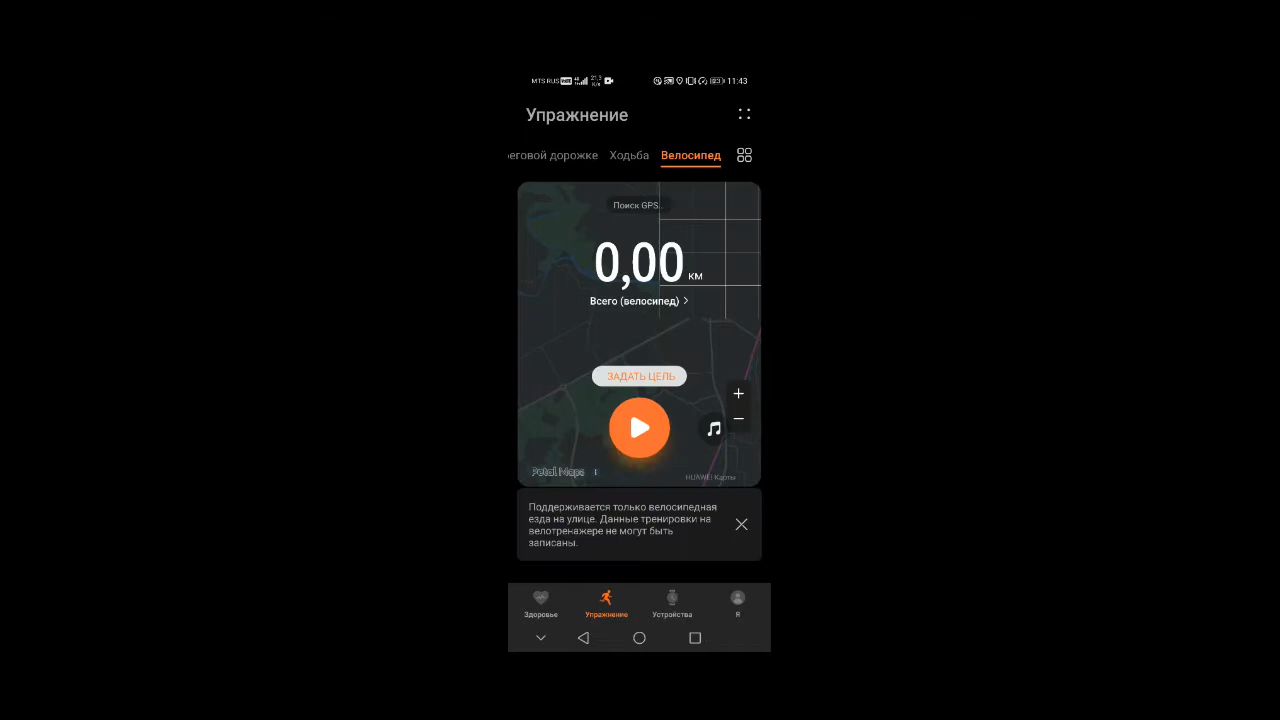 MTS RUS 11:43
Упражнение
еговой дорожке Ходьба Велосипед
Поиск GPS..
0,00 км
Всего (велосипед)
ЗАДАТЬ ЦЕЛЬ
Petal Maps
HUAWEI Карты
Поддерживается только велосипедная
езда на улице. Данные тренировки на
велотренажере не могут быть
записаны.
Здоровье Упражнение Устройства Я